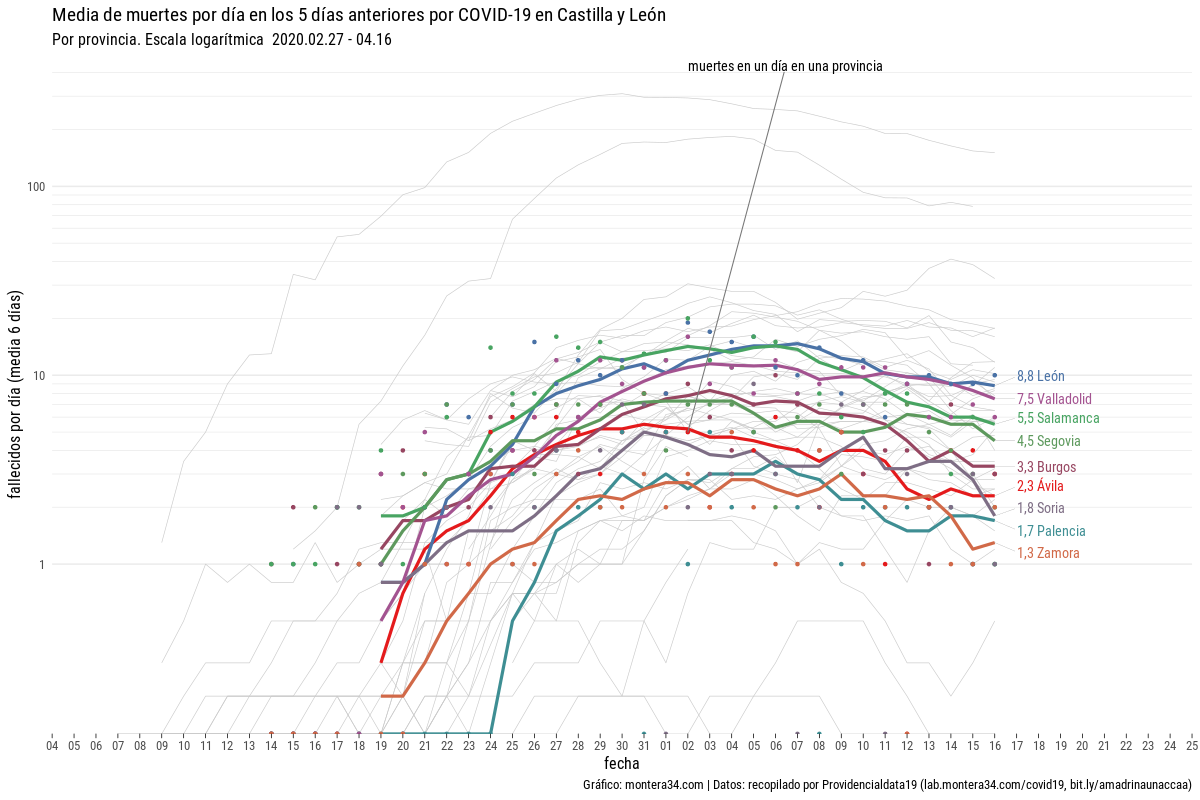 Media de muertes por día en los 5 días anteriores por COVID-19 en Castilla y León
Por provincia. Escala logarítmica 2020.02.27 - 04.16
muertes en un día en una provincia
fallecidos por día (media 6 días)
100
10
1
8,8 León
7,5 Valladolid
5,5 Salamanca
4,5 Segovia
3,3 Burgos
2,3 Ávila
1,8 Soria
1,7 Palencia
1,3 Zamora
04 05 06 07 08 09 10 11 12 13 14 15 16 17 18 19 20 21 22 23 24 25 26 27 28 29 30 31 01 02 03 04 05 06 07 08 09 10 11 12 13 14 15 16 17 18 19 20 21 22 23 24 25
fecha
Gráfico: montera34.com | Datos: recopilado por Providencialdata19 (lab.montera34.com/covid19, bit.ly/amadrinaunaccaa)